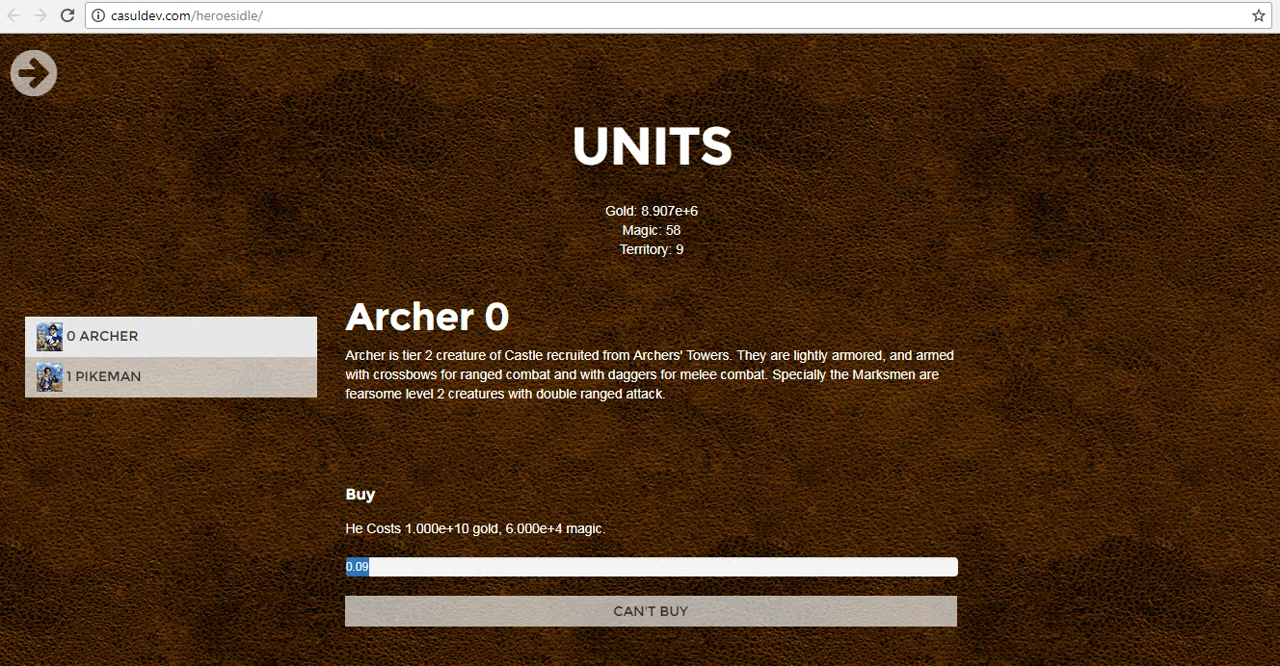 casuldev.com/heroesidle/
UNITS
Gold: 8.907e+6
Magic: 58
Territory: 9
0 ARCHER
1 PIKEMAN
Archer 0
Archer is tier 2 creature of Castle recruited from Archers' Towers. They are lightly armored, and armed
with crossbows for ranged combat and with daggers for melee combat. Specially the Marksmen are
fearsome level 2 creatures with double ranged attack.
Buy
He Costs 1.000e+10 gold, 6.000e+4 magic.
0.09
CAN'T BUY